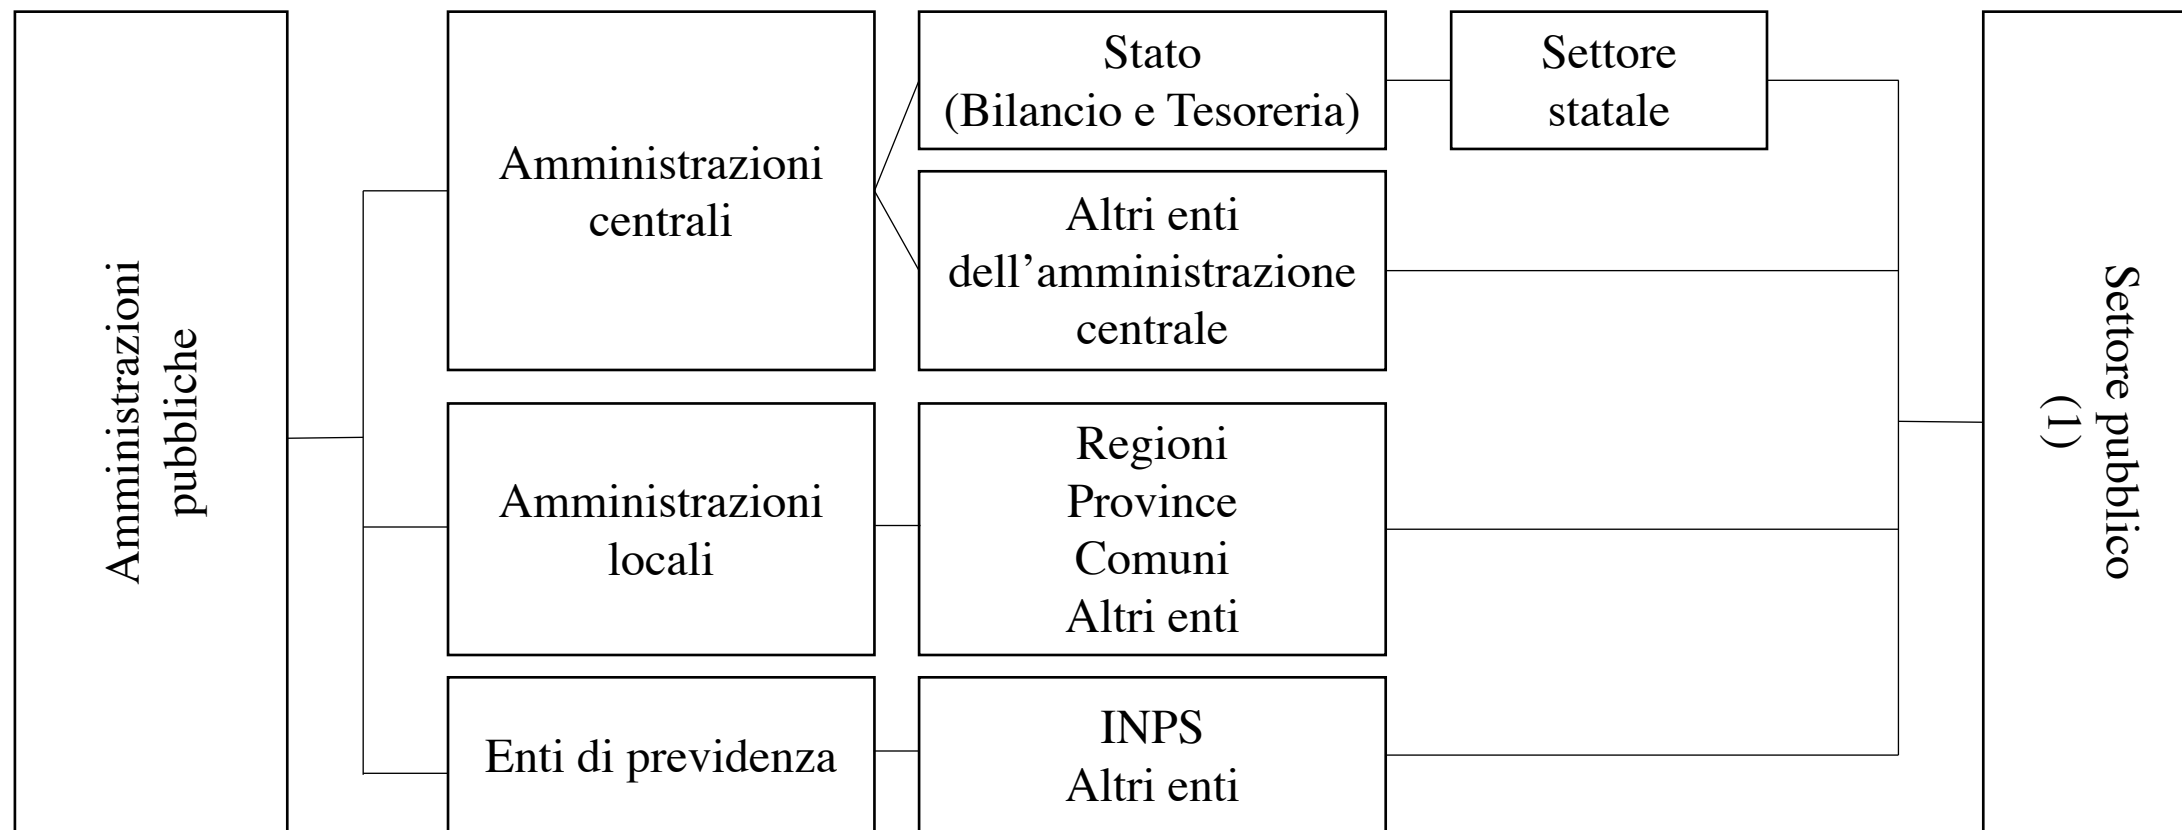 Amministrazioni
pubbliche
Amministrazioni
centrali
Stato
(Bilancio e Tesoreria)
Settore
statale
Altri enti
dell’amministrazione
centrale
Amministrazioni
locali
Regioni
Province
Comuni
Altri enti
Enti di previdenza
INPS
Altri enti
Settore pubblico
(1)